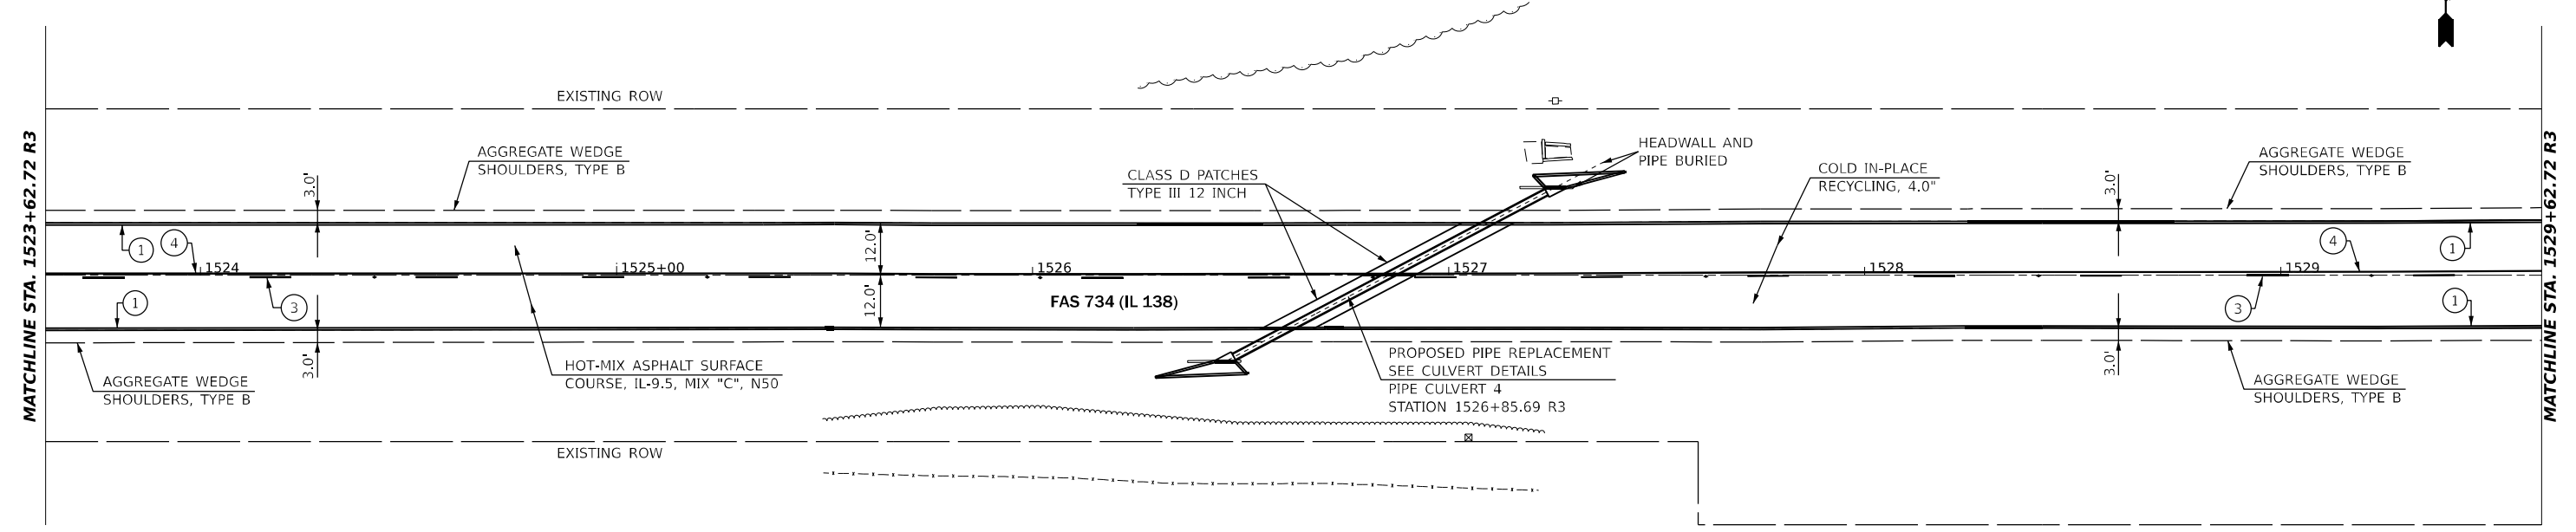 EXISTING ROW
MATCHLINE STA. 1523+62.72 R3
MATCHLINE STA. 1529+62.72 R3
AGGREGATE WEDGE
SHOULDERS, TYPE B
3.0'
CLASS D PATCHES
TYPE III 12 INCH
HEADWALL AND
PIPE BURIED
COLD IN-PLACE
RECYCLING, 4.0"
3.0'
AGGREGATE WEDGE
SHOULDERS, TYPE B
1
4
12.0'
4
1
1524
1525+00
1526
1527
1528
1529
1
3
12.0'
FAS 734 (IL 138)
3
1
AGGREGATE WEDGE
SHOULDERS, TYPE B
3.0'
HOT-MIX ASPHALT SURFACE
COURSE, IL-9.5, MIX "C", N50
PROPOSED PIPE REPLACEMENT
SEE CULVERT DETAILS
PIPE CULVERT 4
STATION 1526+85.69 R3
3.0'
AGGREGATE WEDGE
SHOULDERS, TYPE B
EXISTING ROW